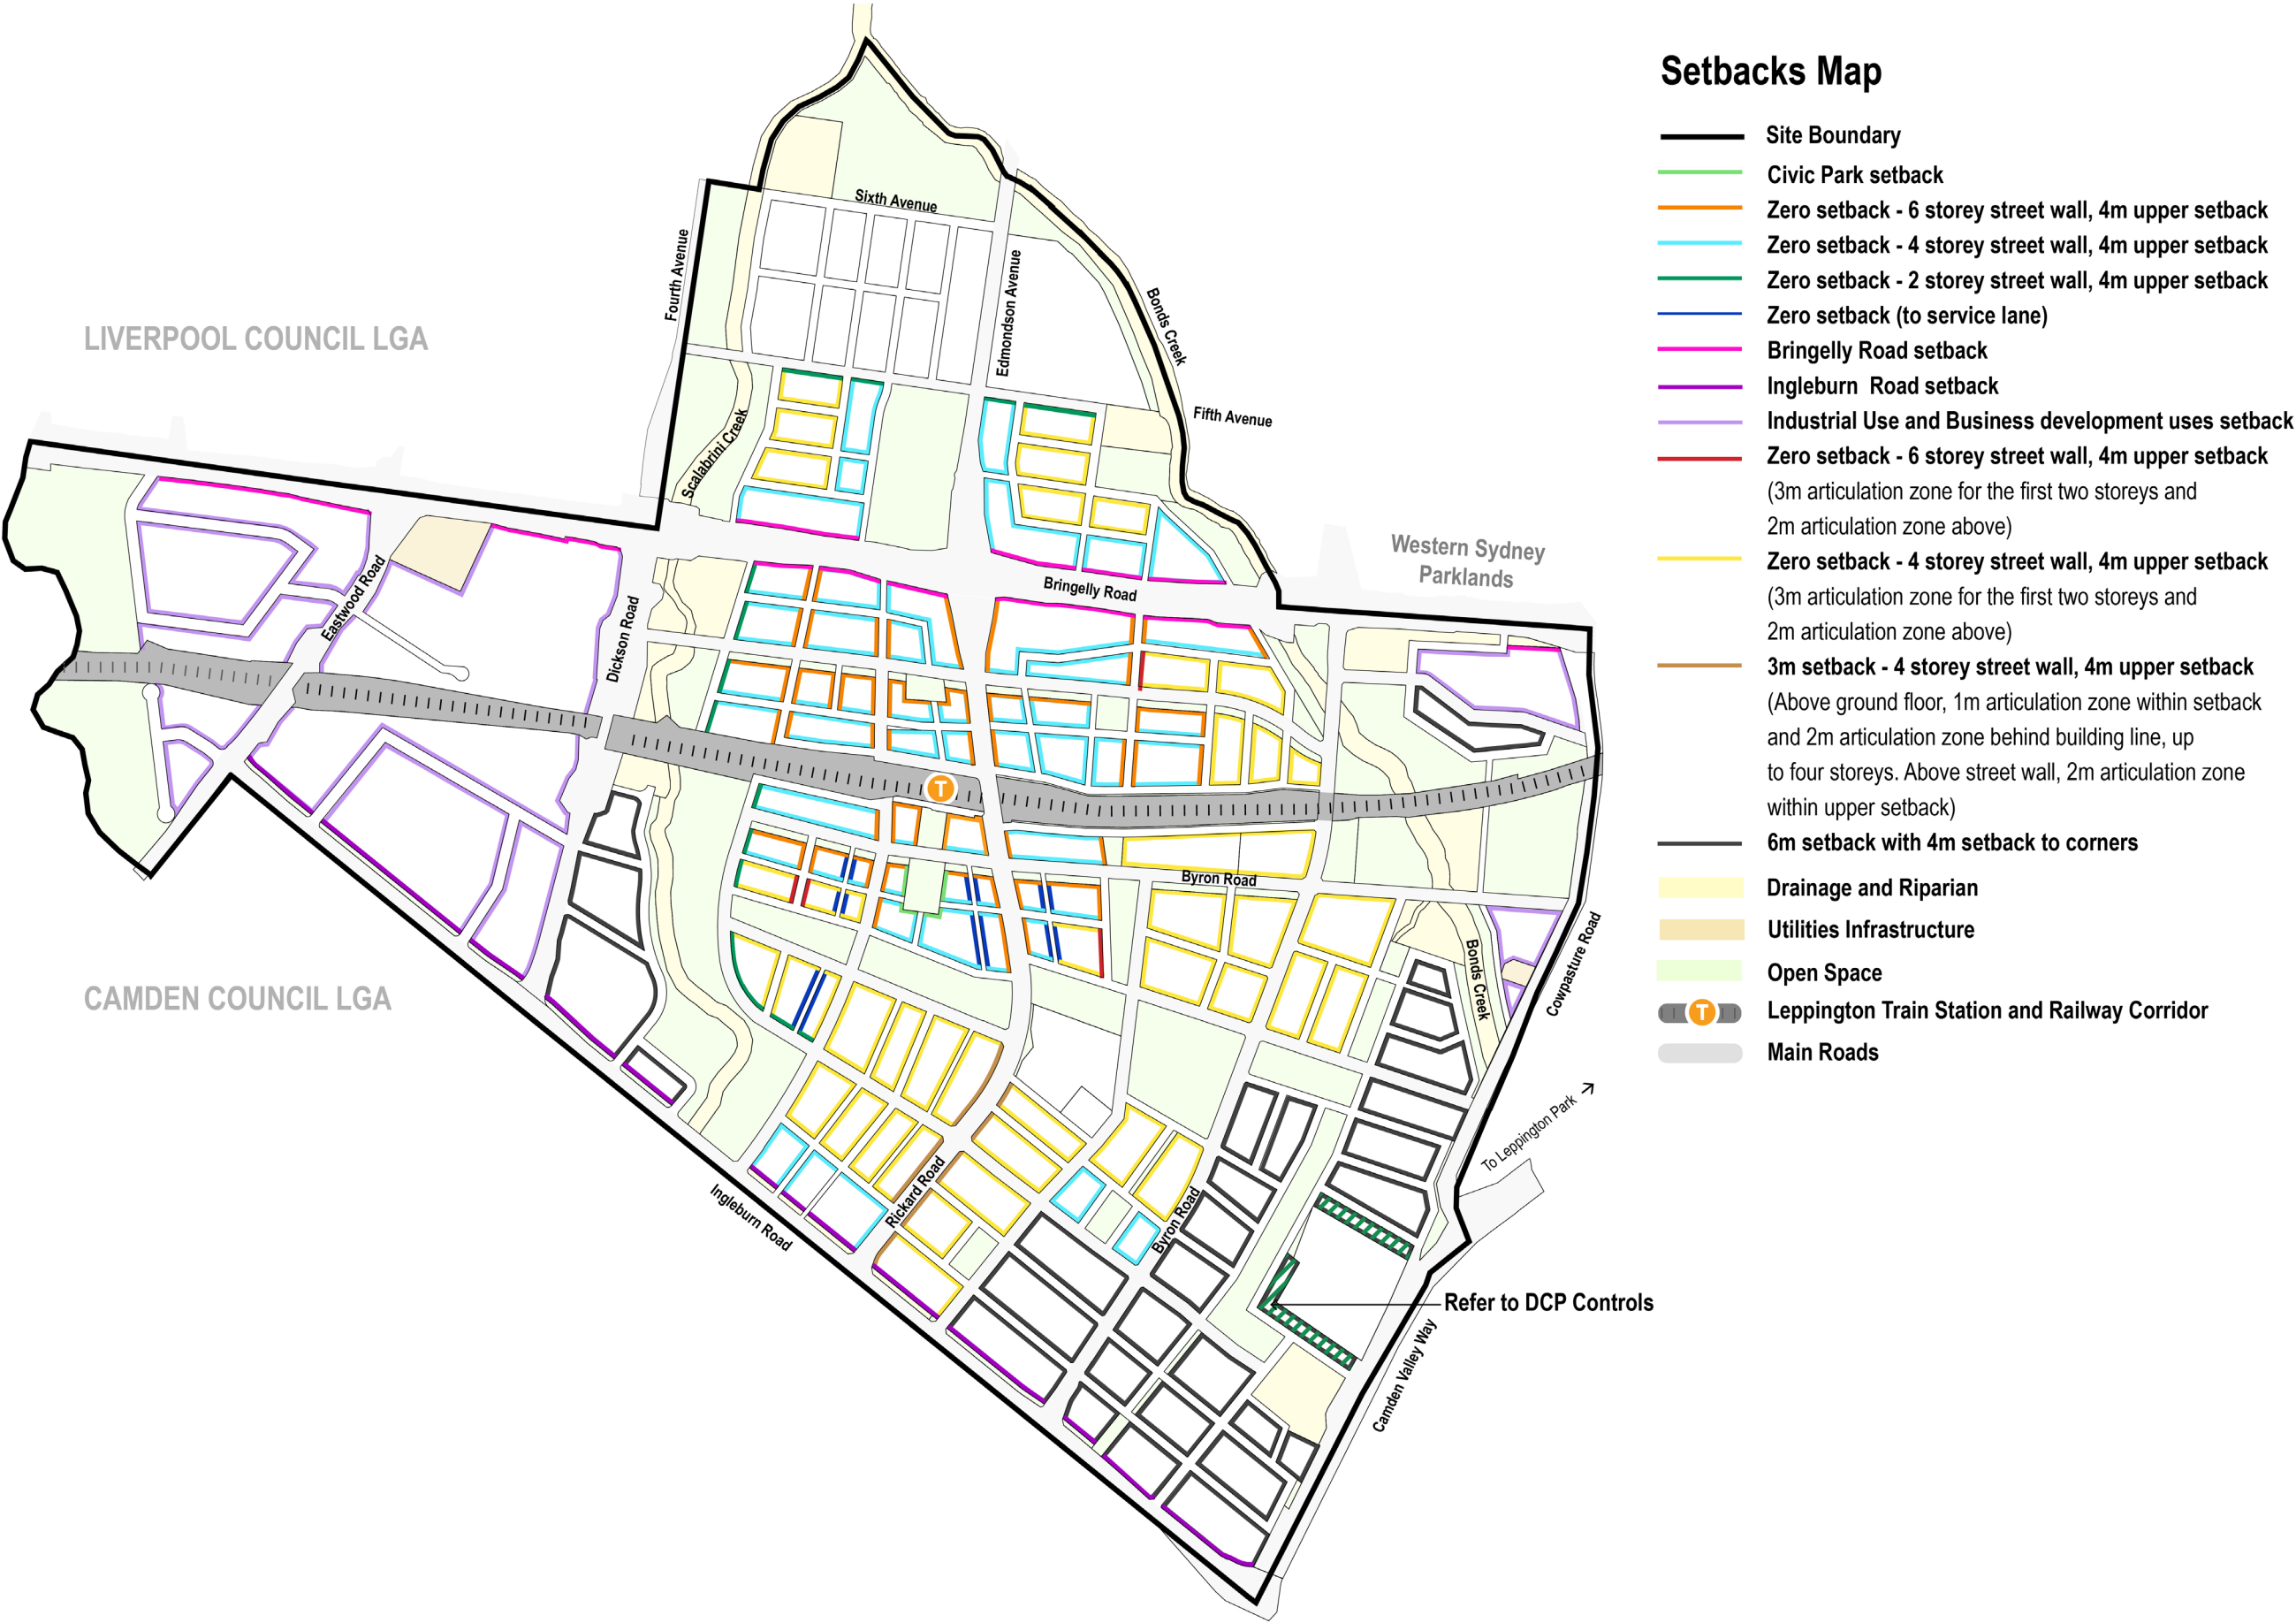 Setbacks Map
Site Boundary
Civic Park setback
Zero setback - 6 storey street wall, 4m upper setback
Zero setback - 4 storey street wall, 4m upper setback
Zero setback - 2 storey street wall, 4m upper setback
Zero setback (to service lane)
Bringelly Road setback
Ingleburn Road setback
Industrial Use and Business development uses setback
Zero setback - 6 storey street wall, 4m upper setback
(3m articulation zone for the first two storeys and
2m articulation zone above)
Zero setback - 4 storey street wall, 4m upper setback
(3m articulation zone for the first two storeys and
2m articulation zone above)
3m setback - 4 storey street wall, 4m upper setback
(Above ground floor, 1m articulation zone within setback
and 2m articulation zone behind building line, up
to four storeys. Above street wall, 2m articulation zone
within upper setback)
6m setback with 4m setback to corners
Drainage and Riparian
Utilities Infrastructure
Open Space
T
Leppington Train Station and Railway Corridor
Main Roads
Sixth Avenue
Fourth Avenue
Edmondson Avenue
Bonds Creek
LIVERPOOL COUNCIL LGA
Fifth Avenue
Scalabrini Creek
Western Sydney
Parklands
Bringelly Road
Eastwood Road
Dickson Road
T
Byron Road
Bonds Creek
Cowpasture Road
CAMDEN COUNCIL LGA
To Leppington Park
Rickard Road
Ingleburn Road
Byron Road
Refer to DCP Controls
Camden Valley Way